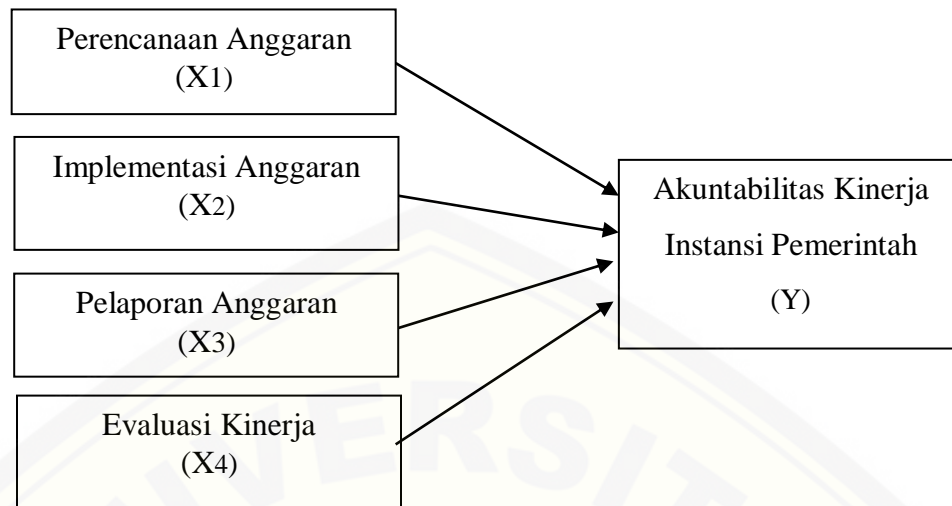 Perencanaan Anggaran
(X1)
Implementasi Anggaran
(X2)
Pelaporan Anggaran
(X3)
Evaluasi Kinerja
(X4)
Akuntabilitas Kinerja
Instansi Pemerintah
(Y)